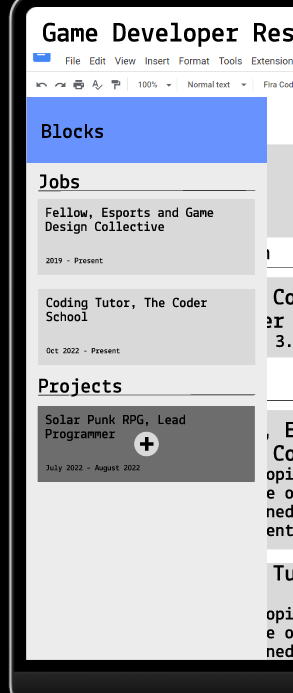 Game Developer Res
File Edit View Insert Format Tools Extension
100% Normal text Fira Cod
Blocks
Jobs
Fellow, Esports and Game
Design Collective
2019 - Present
Coding Tutor, The Coder
School
Oct 2022 - Present
Projects
Solar Punk RPG, Lead
Programmer
July 2022 - August 2022
Co
er
3.
, E
Co
opi
e o
ned
ent
Tu
opi
e o
ned